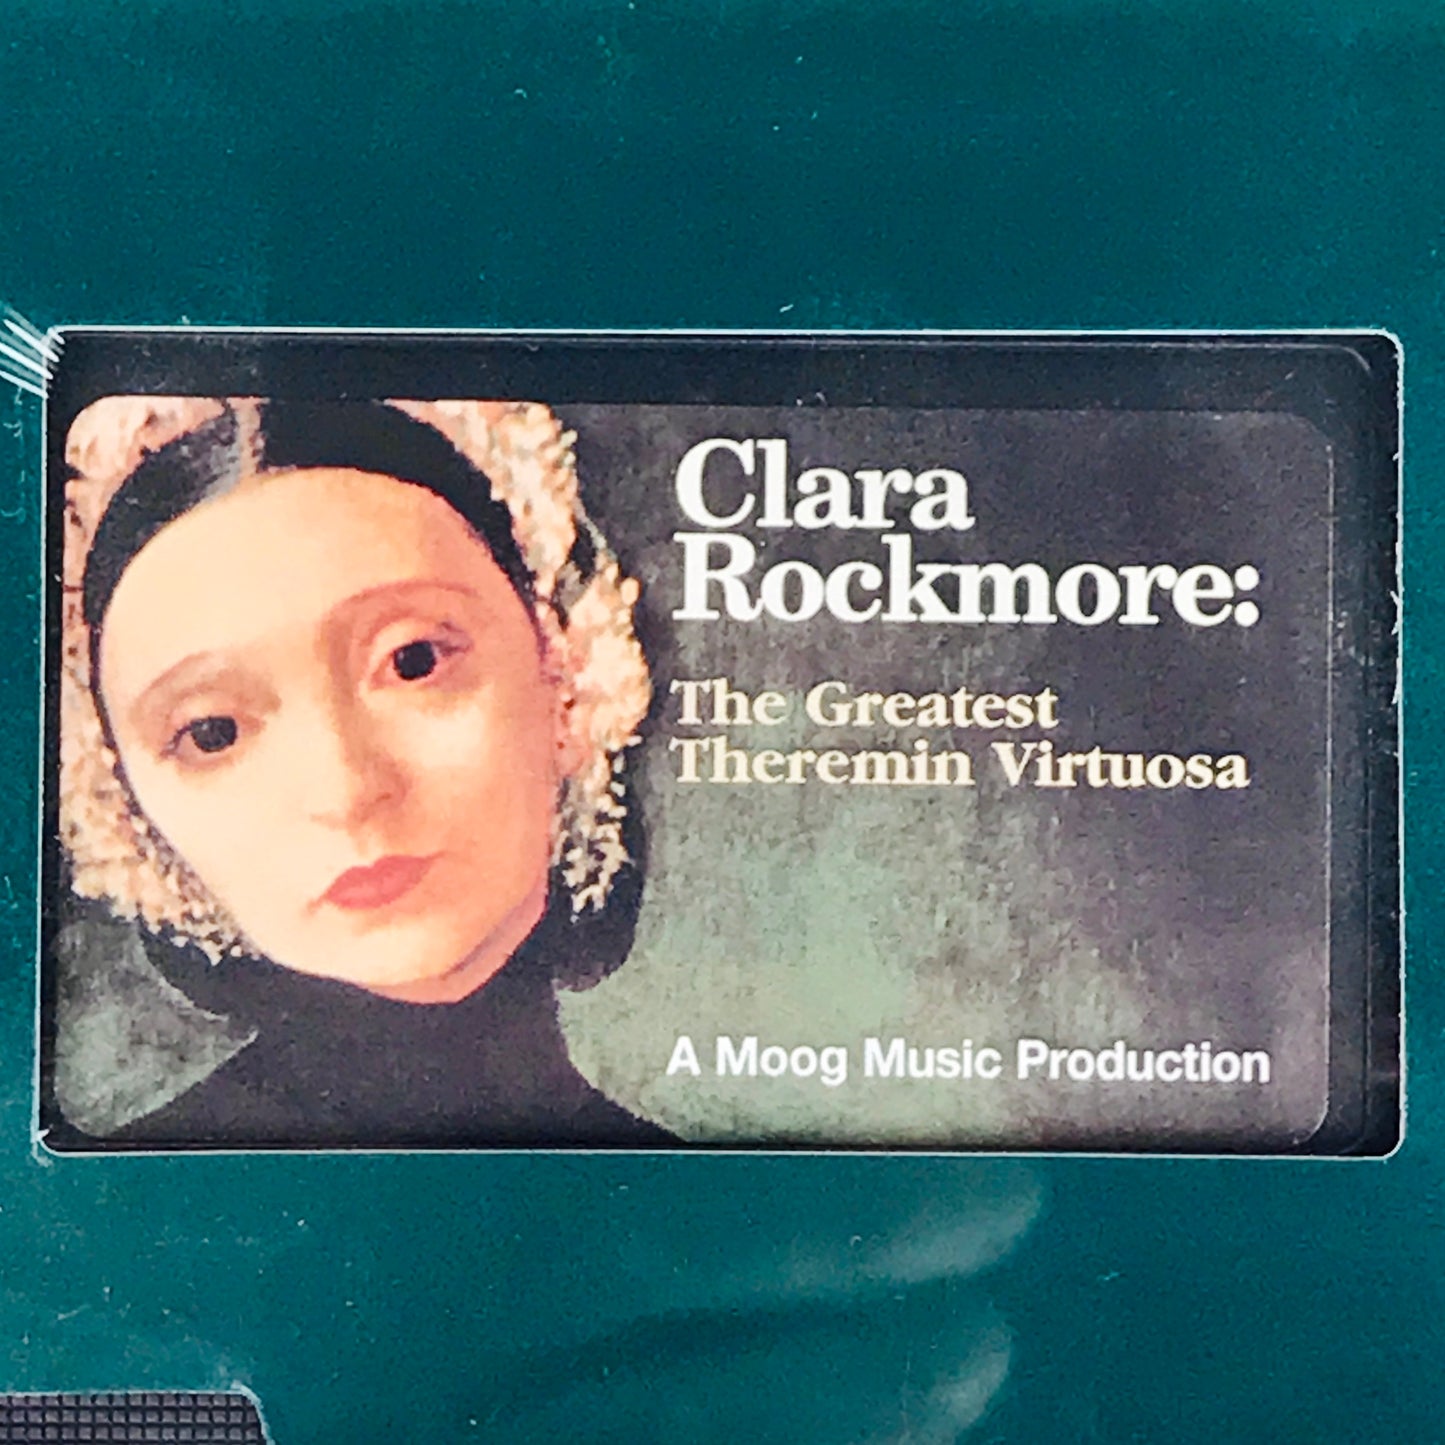 Clara
Rockmore:
The Greatest
Theremin Virtuosa
A Moog Music Production